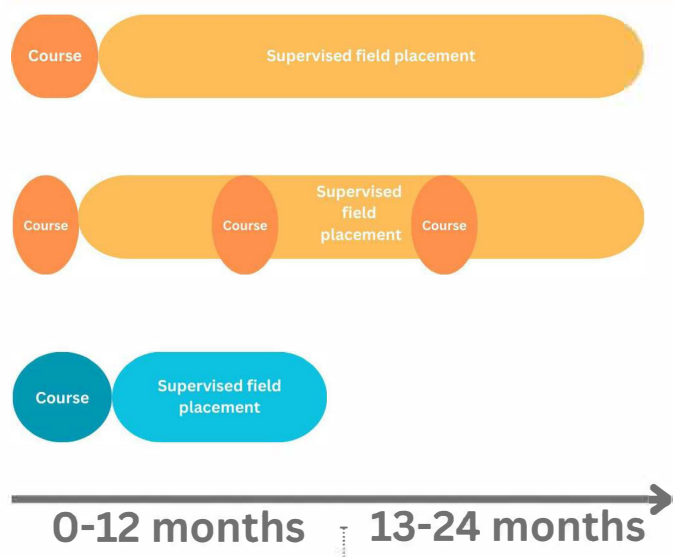 Course
Supervised field placement
Course
Course
Supervised
field
placement
Course
Course
Supervised field
placement
0-12 months
13-24 months